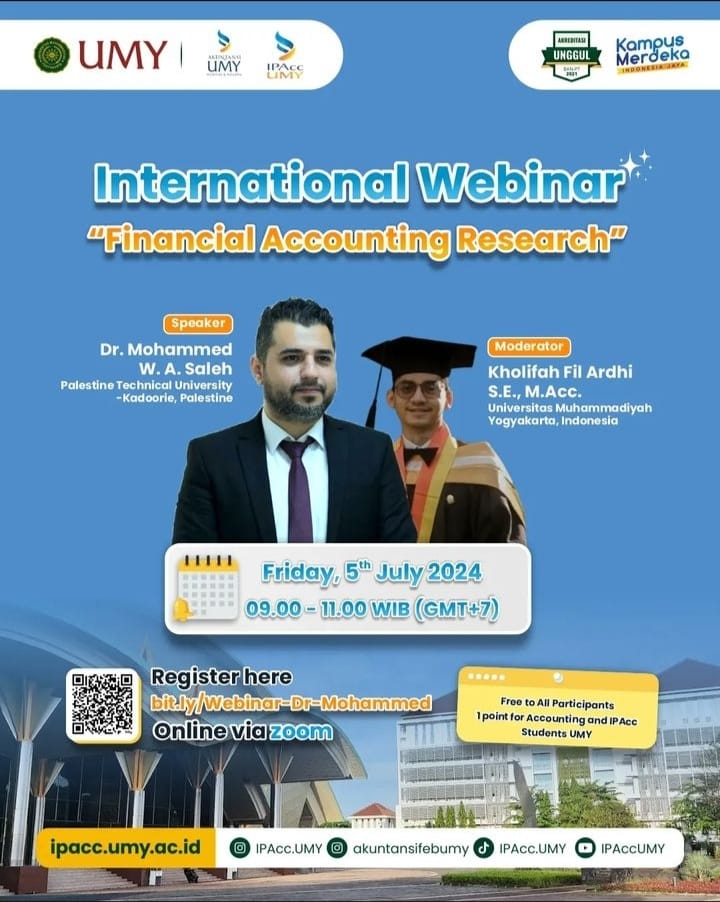 UMY
AKUNTANSI
UMY
IPAcc
UMY
AKREDITASI
UNGGUL
2021
Kampus
Merdeka
INDONESIA JAYA
International Webinar
“Financial Accounting Research”
Speaker
Dr. Mohammed
W. A. Saleh
Palestine Technical University
-Kadoorie, Palestine
Moderator
Kholifah Fil Ardhi
S.E., M.Acc.
Universitas Muhammadiyah
Yogyakarta, Indonesia
Friday, 5th July 2024
09.00 - 11.00 WIB (GMT+7)
Register here
bit.ly/Webinar-Dr-Mohammed
Online via zoom
Free to All Participants
1 point for Accounting and IPAcc
Students UMY
ipacc.umy.ac.id
IPAcc.UMY
akuntansifebumy
IPAcc.UMY
IPAccUMY